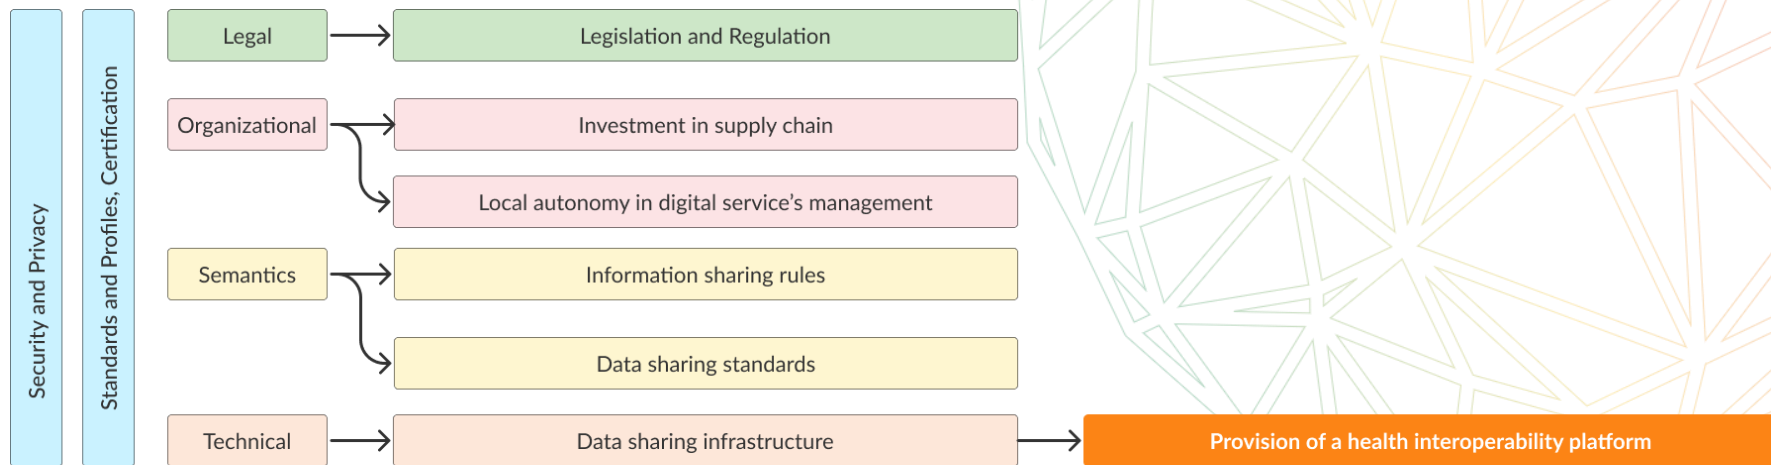 Security and Privacy
Standards and Profiles, Certification
Legal
Legislation and Regulation
Organizational
Investment in supply chain
Local autonomy in digital service's management
Semantics
Information sharing rules
Data sharing standards
Technical
Data sharing infrastructure
Provision of a health interoperability platform